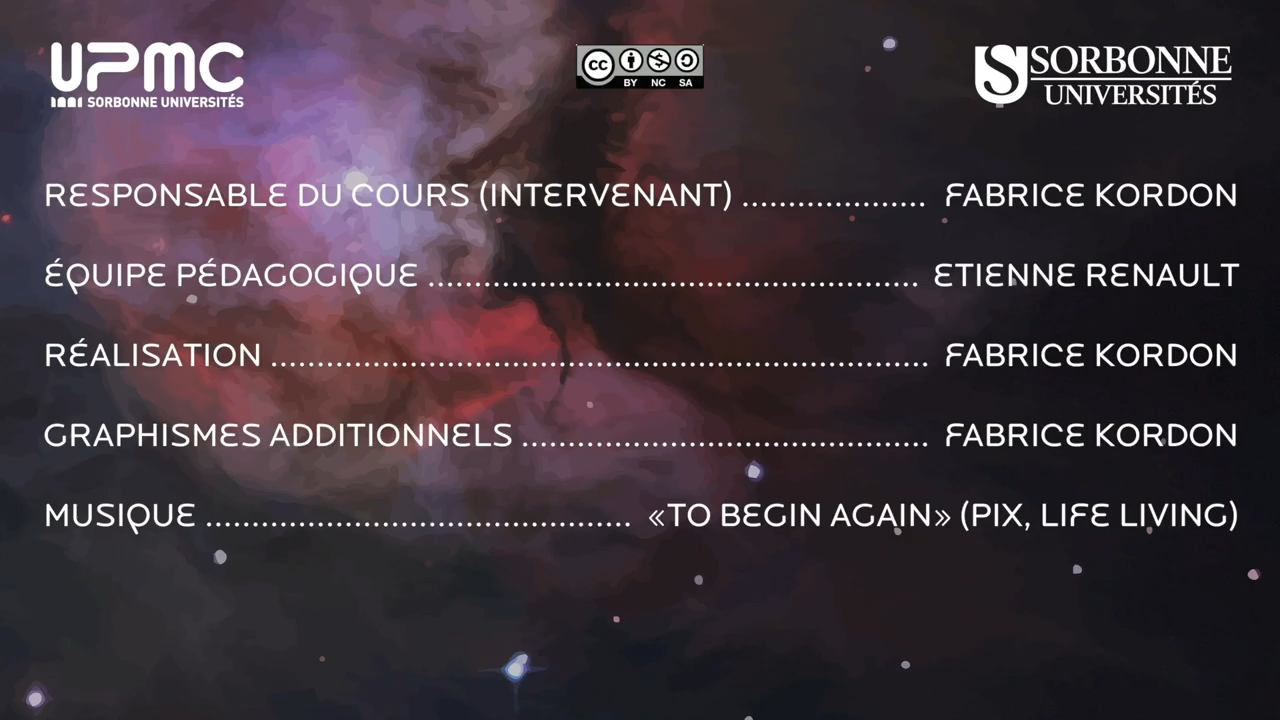 UPMC
SORBONNE UNIVERSITÉS
cc BY NC SA
SORBONNE
UNIVERSITÉS
RESPONSABLE DU COURS (INTERVENANT) .................... FABRICE KORDON
ÉQUIPE PÉDAGOGIQUE ..................................................... ETIENNE RENAULT
RÉALISATION ....................................................................... FABRICE KORDON
GRAPHISMES ADDITIONNELS ............................................ FABRICE KORDON
MUSIQUE .............................................. «TO BEGIN AGAIN» (PIX, LIFE LIVING)